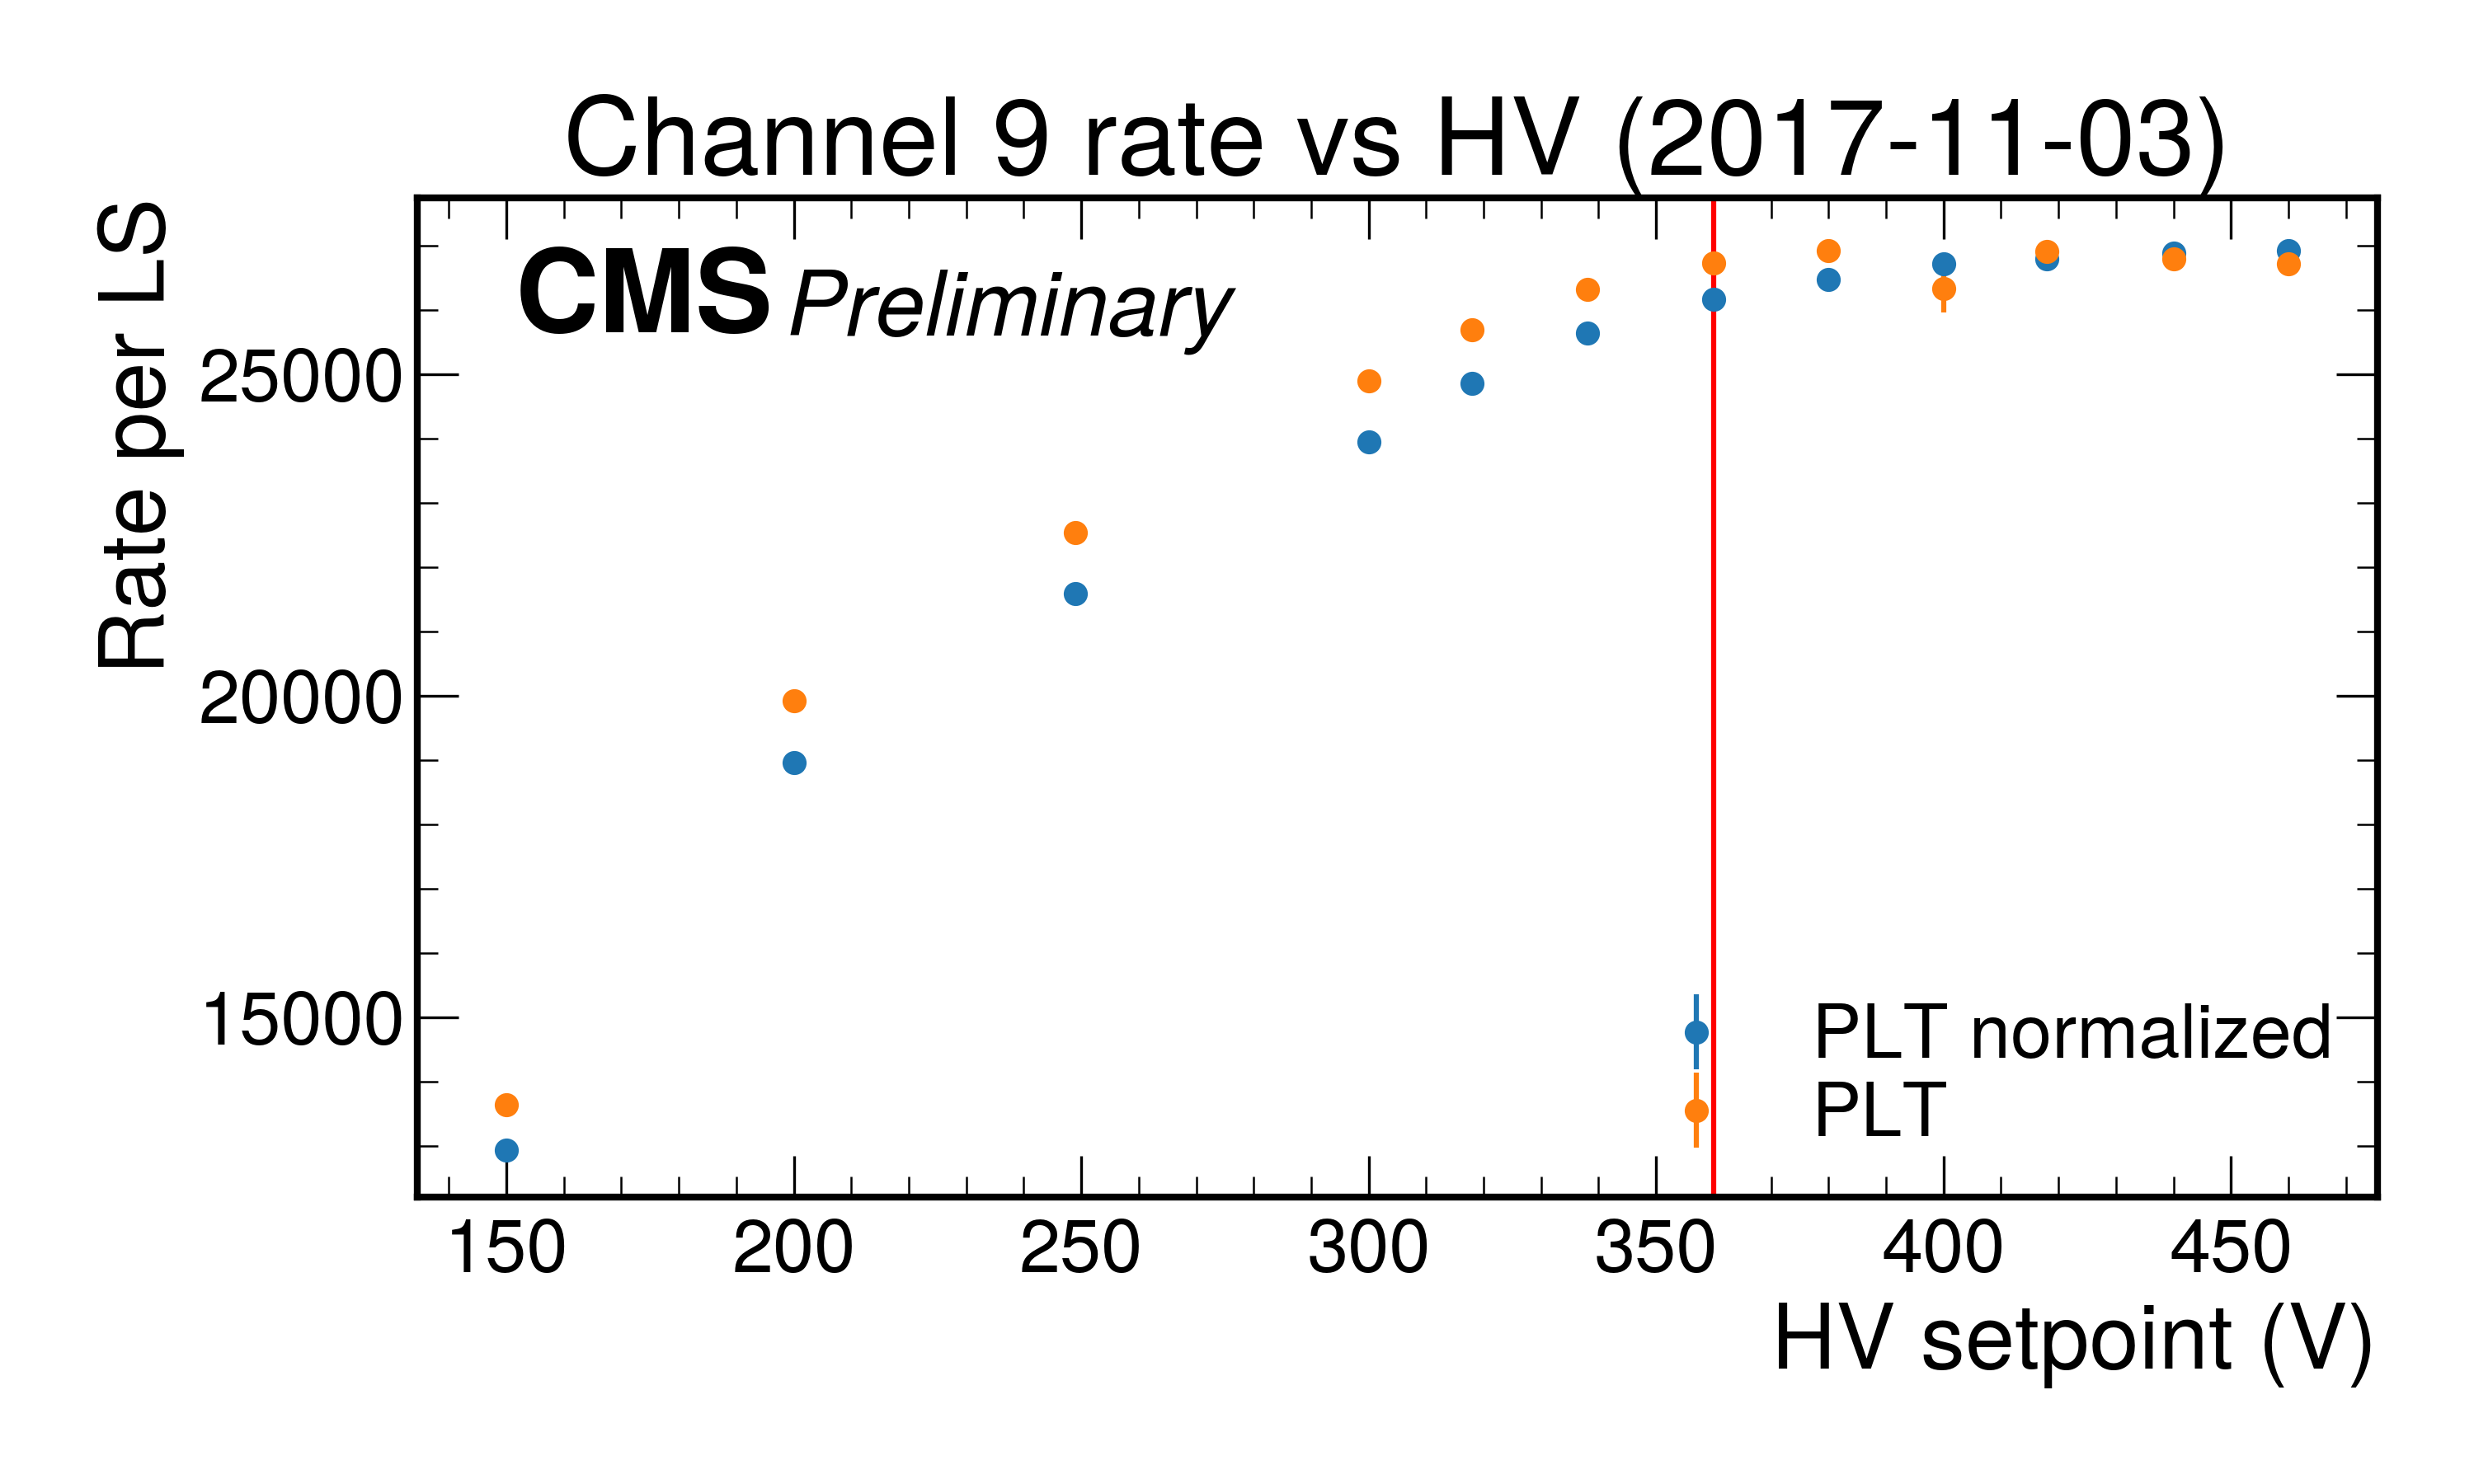 Channel 9 rate vs HV (2017-11-03)
CMS Preliminary
Rate per LS
25000
20000
15000
PLT normalized
PLT
150 200 250 300 350 400 450
HV setpoint (V)